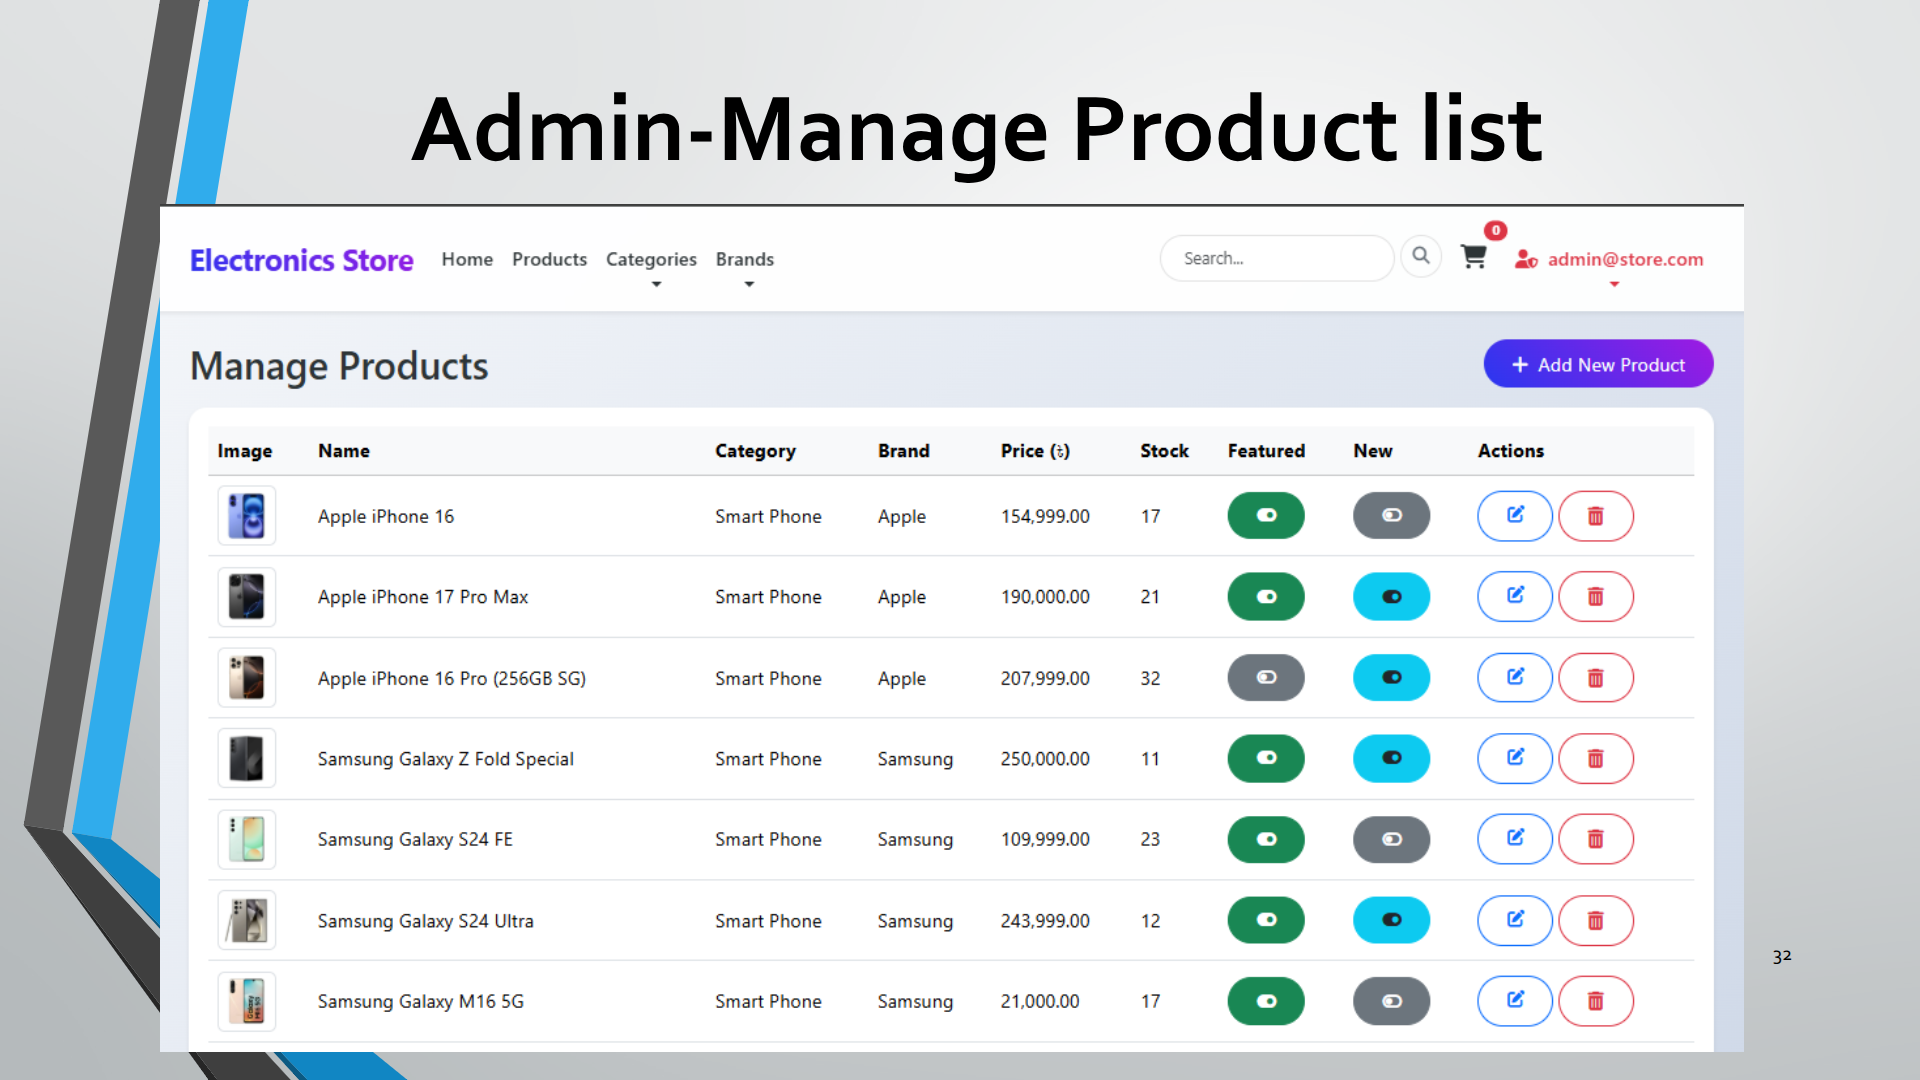 Admin-Manage Product list
Electronics Store Home Products Categories Brands Search... 0 admin@store.com
Manage Products + Add New Product
Image Name Category Brand Price (৳) Stock Featured New Actions
Apple iPhone 16 Smart Phone Apple 154,999.00 17
Apple iPhone 17 Pro Max Smart Phone Apple 190,000.00 21
Apple iPhone 16 Pro (256GB SG) Smart Phone Apple 207,999.00 32
Samsung Galaxy Z Fold Special Smart Phone Samsung 250,000.00 11
Samsung Galaxy S24 FE Smart Phone Samsung 109,999.00 23
Samsung Galaxy S24 Ultra Smart Phone Samsung 243,999.00 12
Samsung Galaxy M16 5G Smart Phone Samsung 21,000.00 17
32